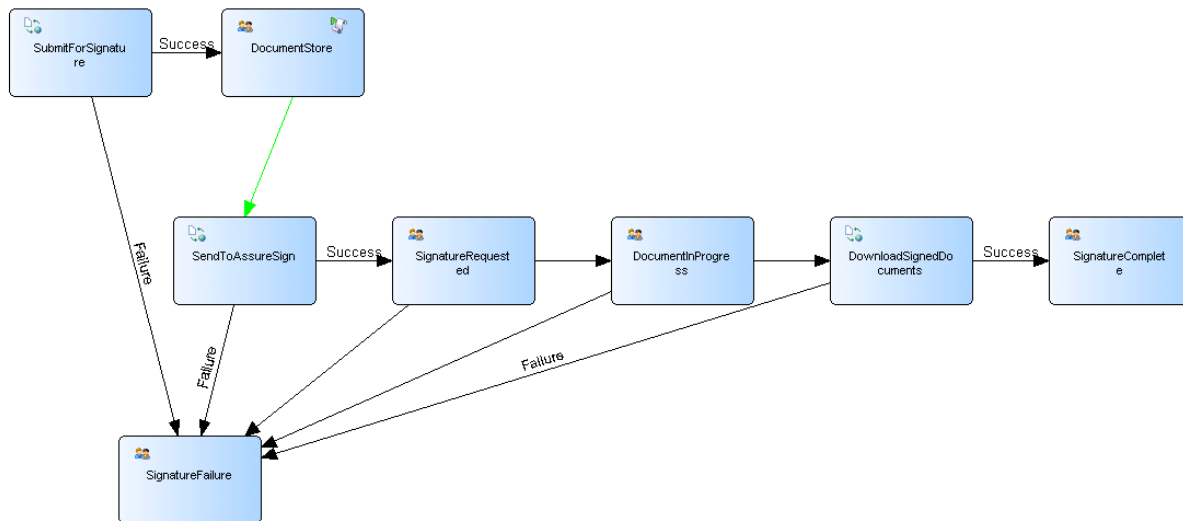 SubmitForSignatu
re
Success
DocumentStore
Failure
SendToAssureSign
Success
SignatureRequest
ed
DocumentInProgre
ss
DownloadSignedDo
cuments
Success
SignatureComplet
e
Failure
Failure
SignatureFailure